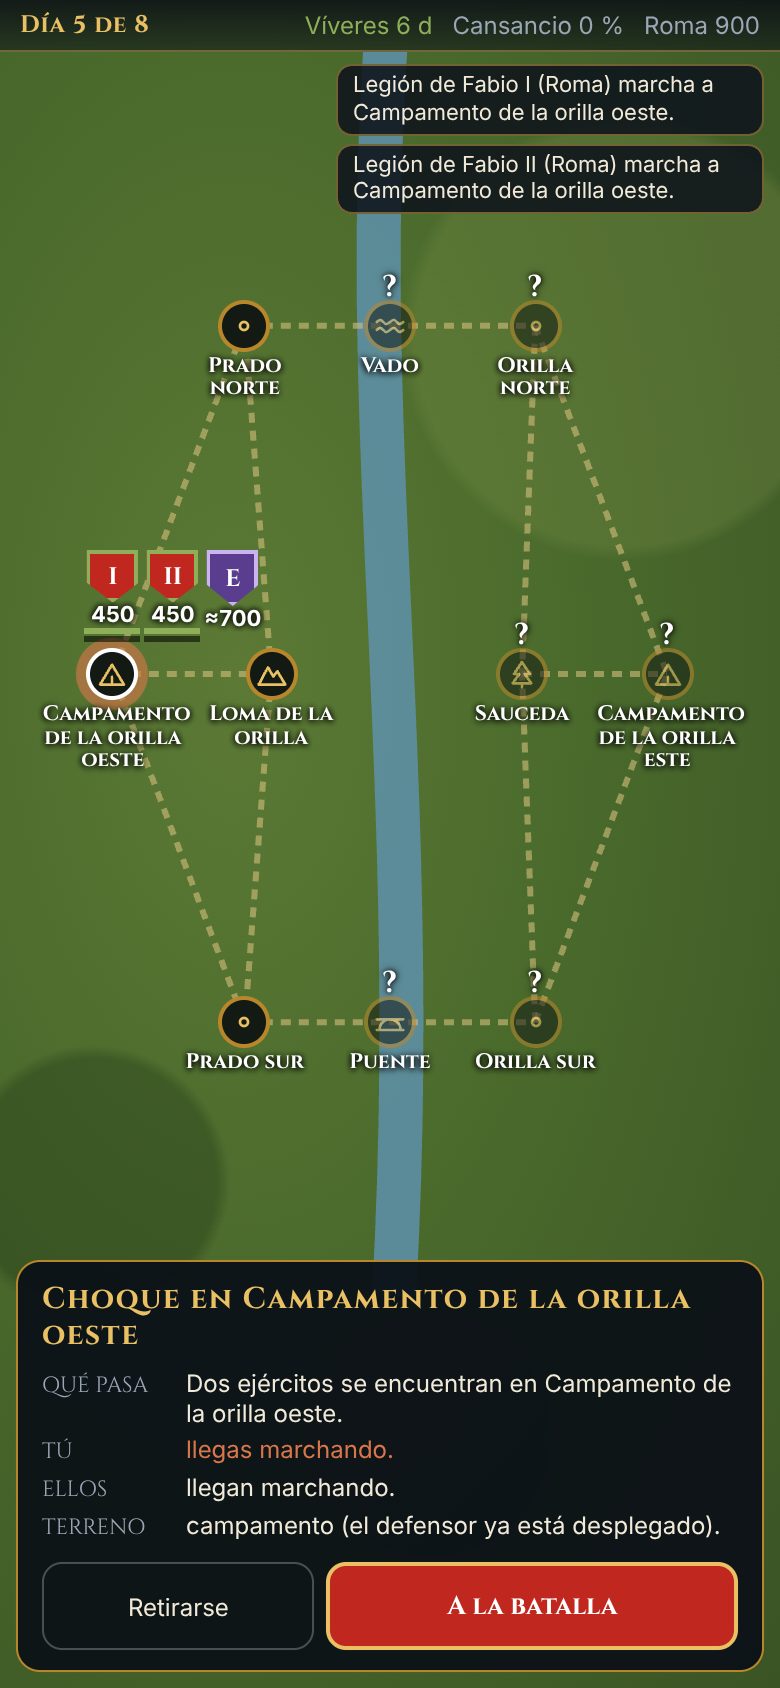 DÍA 5 DE 8 Víveres 6 d Cansancio 0 % Roma 900
Legión de Fabio I (Roma) marcha a
Campamento de la orilla oeste.
Legión de Fabio II (Roma) marcha a
Campamento de la orilla oeste.
? ?
PRADO NORTE
VADO
ORILLA NORTE
I II E
450 450 ≈700
? ?
CAMPAMENTO DE LA ORILLA OESTE
LOMA DE LA ORILLA
SAUCEDA
CAMPAMENTO DE LA ORILLA ESTE
? ?
PRADO SUR PUENTE ORILLA SUR
CHOQUE EN CAMPAMENTO DE LA ORILLA
OESTE
QUÉ PASA Dos ejércitos se encuentran en Campamento de
la orilla oeste.
TÚ llegas marchando.
ELLOS llegan marchando.
TERRENO campamento (el defensor ya está desplegado).
Retirarse A LA BATALLA